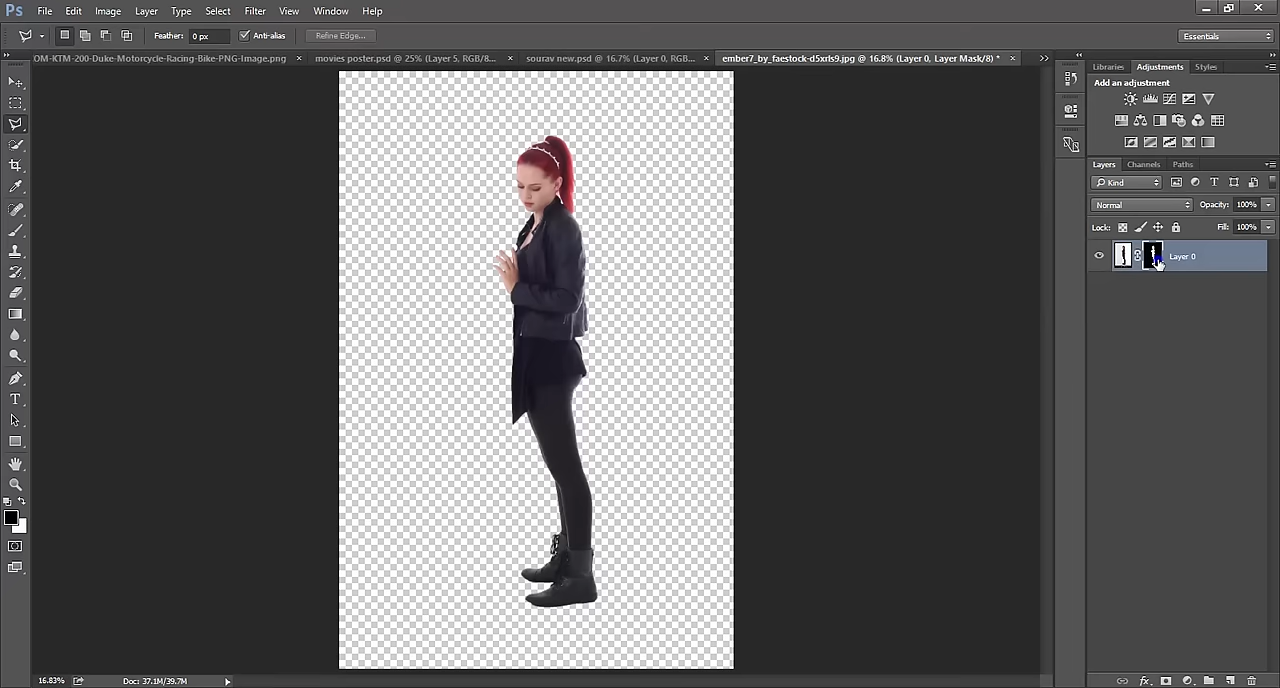 Ps File Edit Image Layer Type Select Filter View Window Help
Feather: 0 px Anti-alias Refine Edge... Essentials
OM-KTM-200-Duke-Motorcycle-Racing-Bike-PNG-Image.png × movies poster.psd @ 25% (Layer 5, RGB/8... × sourav new.psd @ 16.7% (Layer 0, RGB... × ember7_by_faestock-d5xrls9.jpg @ 16.8% (Layer 0, Layer Mask/8) * ×
Libraries Adjustments Styles
Add an adjustment
Layers Channels Paths
Kind
Normal Opacity: 100%
Lock: Fill: 100%
Layer 0
16.83% Doc: 37.1M/39.7M